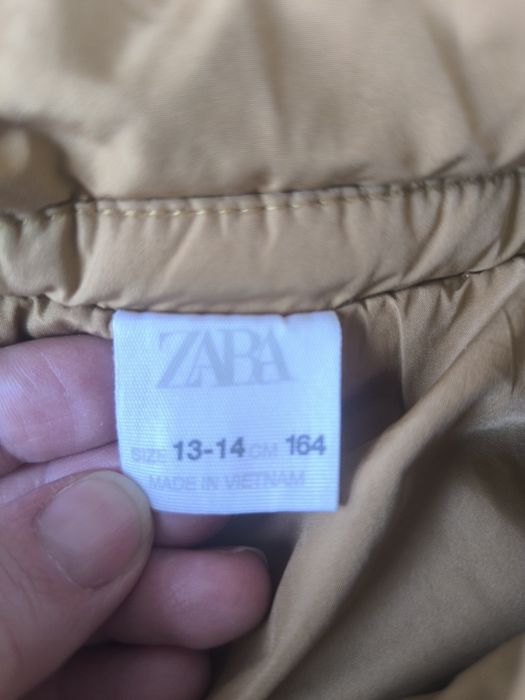 ZARA
SIZE 13-14 CM 164
MADE IN VIETNAM